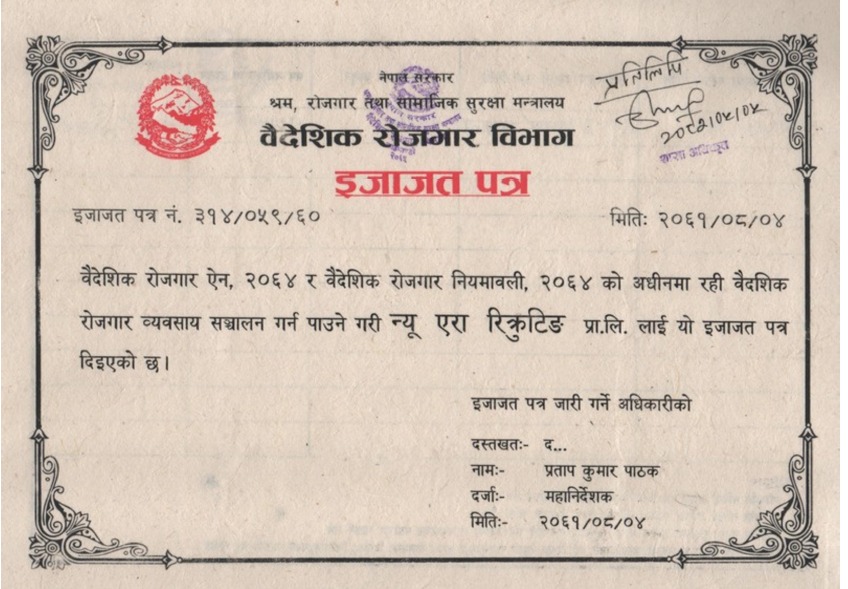 नेपाल सरकार
श्रम, रोजगार तथा सामाजिक सुरक्षा मन्त्रालय
वैदेशिक रोजगार विभाग
इजाजत पत्र
प्रतिलिपि
शाखा अधिकृत
इजाजत पत्र नं. ३१४/०५९/६०
मितिः २०६१/०८/०४
वैदेशिक रोजगार ऐन, २०६४ र वैदेशिक रोजगार नियमावली, २०६४ को अधीनमा रही वैदशिक
रोजगार व्यवसाय सञ्चालन गर्न पाउने गरी न्यू एरा रिक्रुटिङ प्रा.लि. लाई यो इजाजत पत्र
दिइएको छ।
इजाजत पत्र जारी गर्ने अधिकारीको
दस्तखतः- द...
नामः- प्रताप कुमार पाठक
दर्जाः- महानिर्देशक
मितिः- २०६१/०८/०४